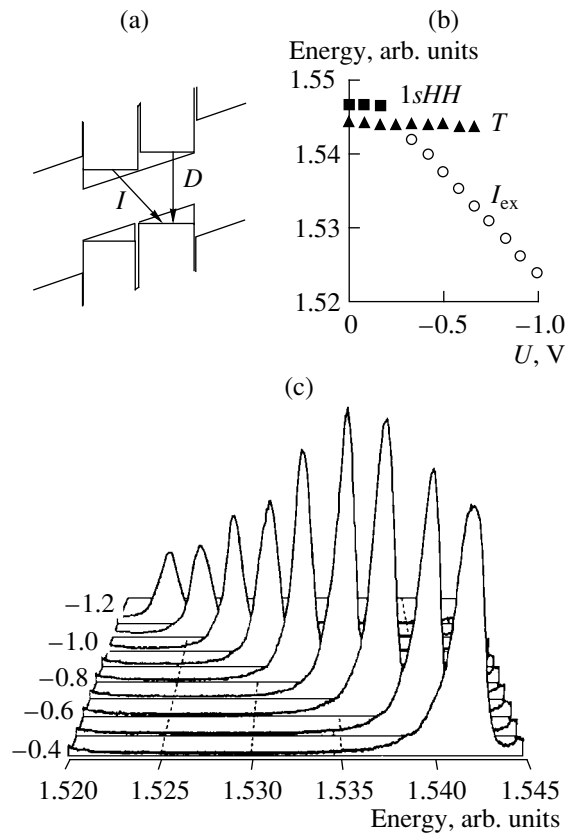 (a)
(b)
Energy, arb. units
1.55
1sHH
T
1.54
I
D
I_ex
1.53
1.52
0
−0.5
−1.0
U, V
(c)
−1.2
−1.0
−0.8
−0.6
−0.4
1.520
1.525
1.530
1.535
1.540
1.545
Energy, arb. units